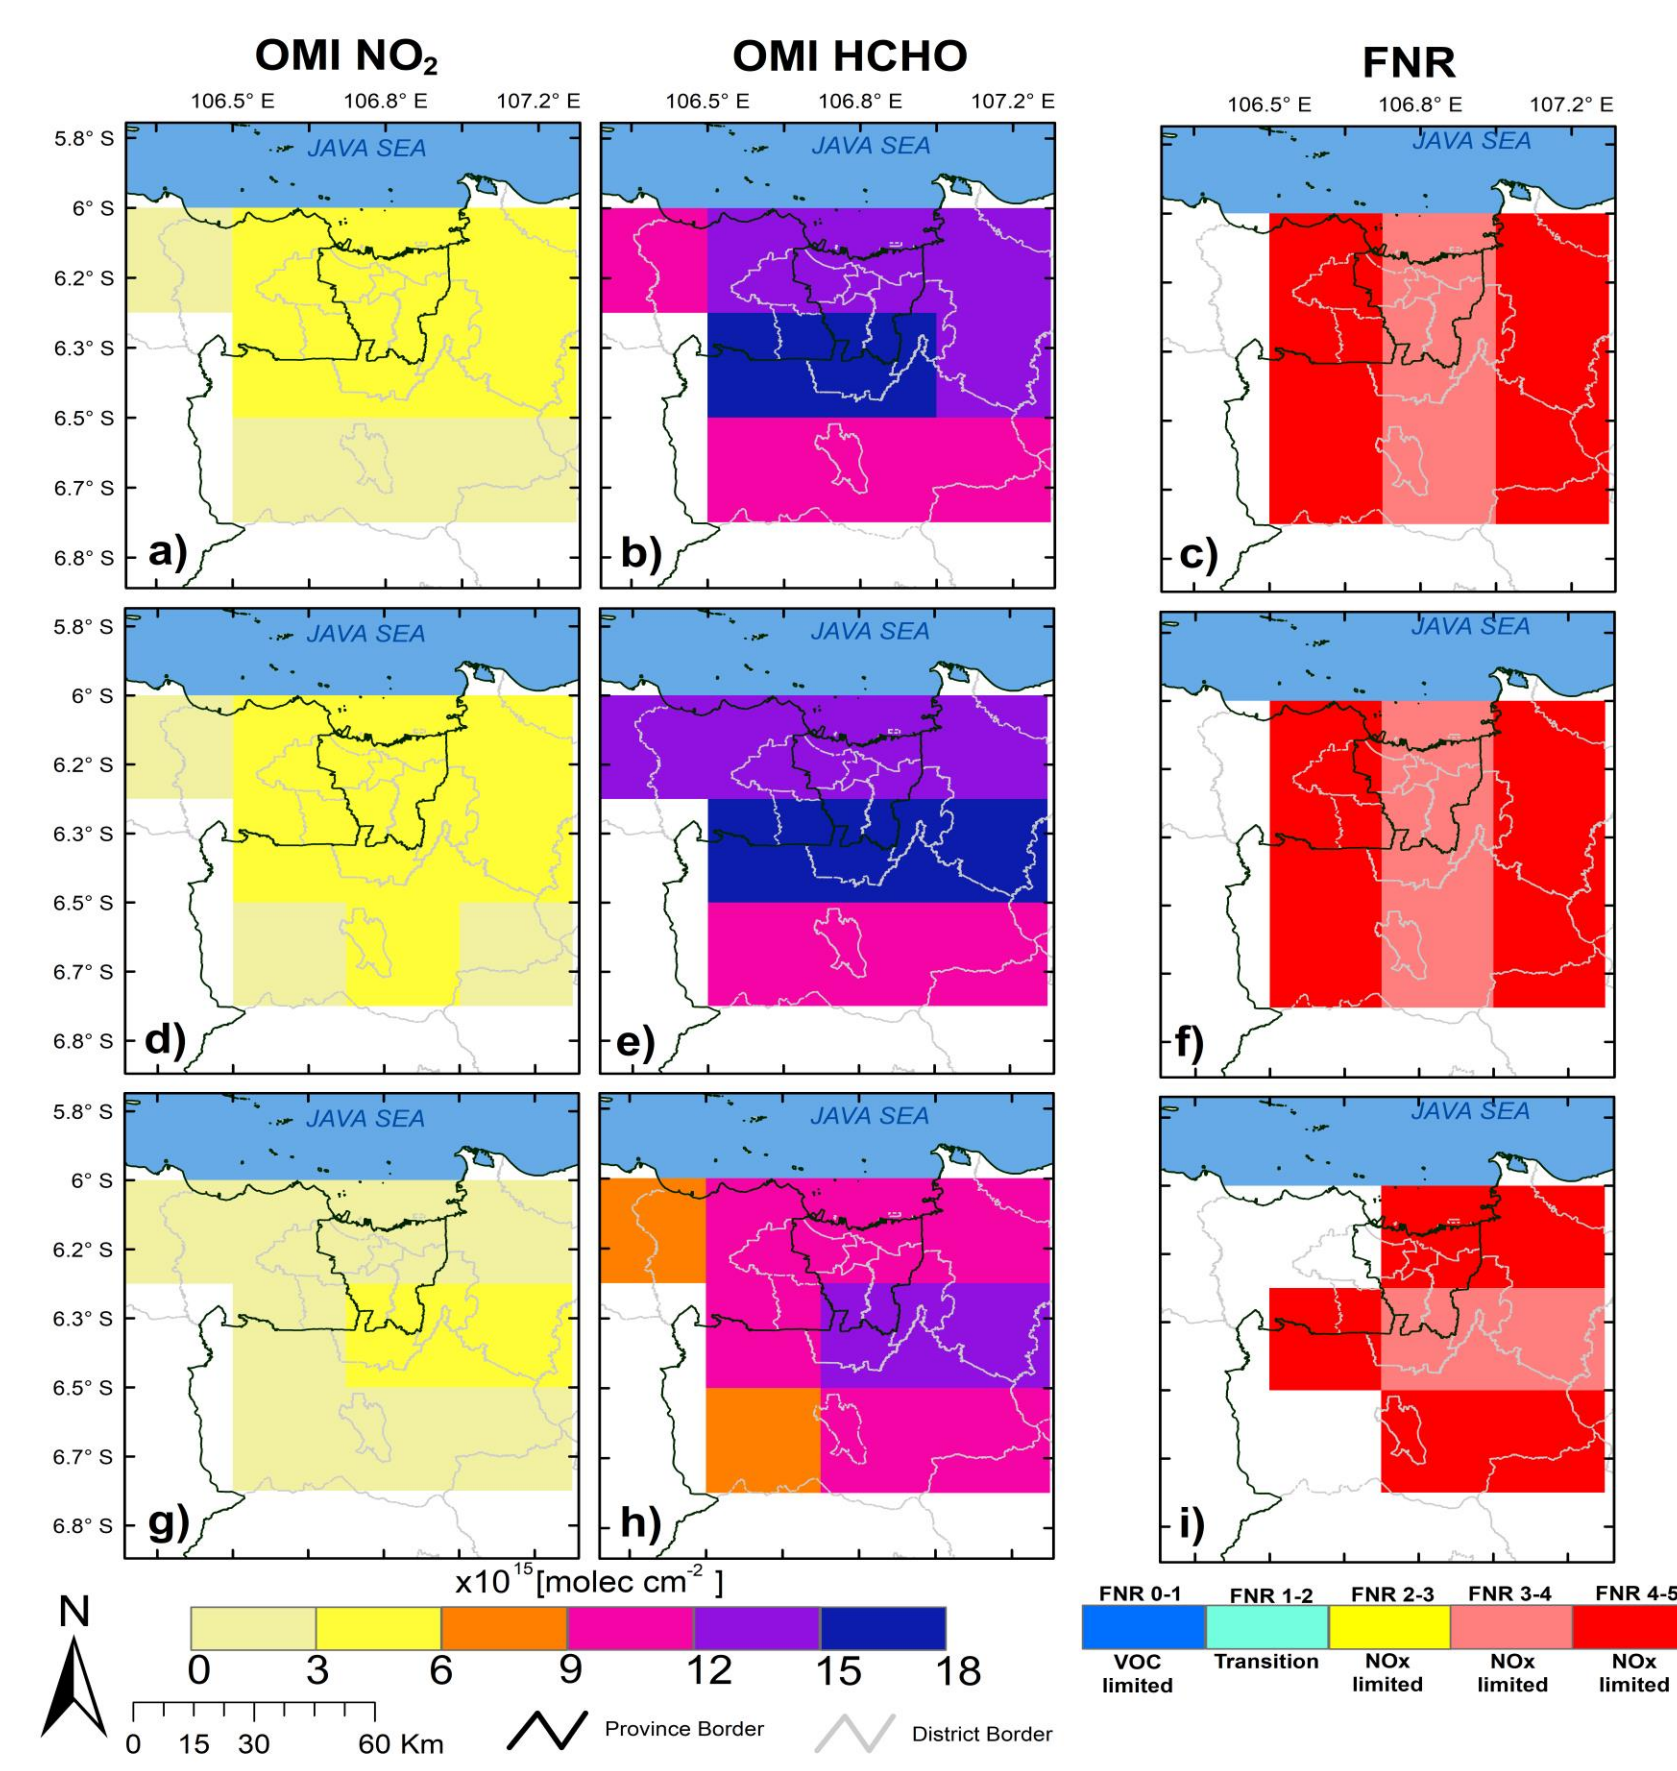 OMI NO₂ OMI HCHO FNR
106.5° E 106.8° E 107.2° E 106.5° E 106.8° E 107.2° E 106.5° E 106.8° E 107.2° E
5.8° S JAVA SEA JAVA SEA JAVA SEA
6° S
6.2° S
6.3° S
6.5° S
6.7° S
6.8° S a) b) c)
5.8° S JAVA SEA JAVA SEA JAVA SEA
6° S
6.2° S
6.3° S
6.5° S
6.7° S
6.8° S d) e) f)
5.8° S JAVA SEA JAVA SEA JAVA SEA
6° S
6.2° S
6.3° S
6.5° S
6.7° S
6.8° S g) h) i)
x10¹⁵[molec cm⁻² ]
N
0 3 6 9 12 15 18
FNR 0-1 FNR 1-2 FNR 2-3 FNR 3-4 FNR 4-5
VOC limited Transition NOx limited NOx limited NOx limited
0 15 30 60 Km
Province Border District Border